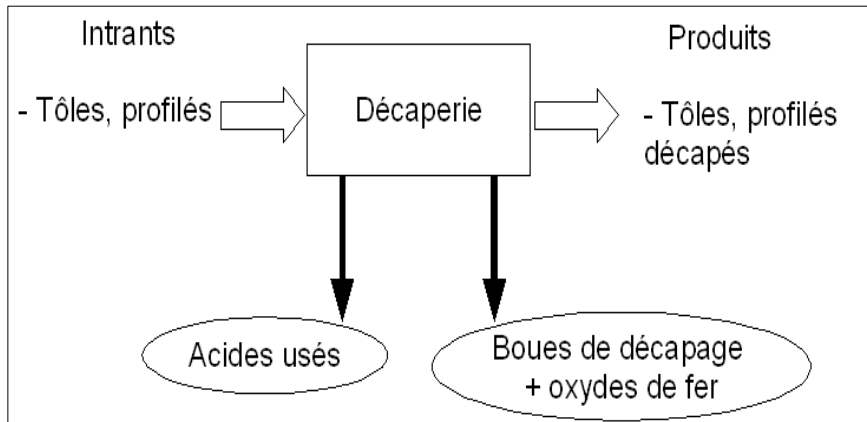 Intrants
- Tôles, profilés
Décaperie
Produits
- Tôles, profilés
décapés
Acides usés
Boues de décapage
+ oxydes de fer